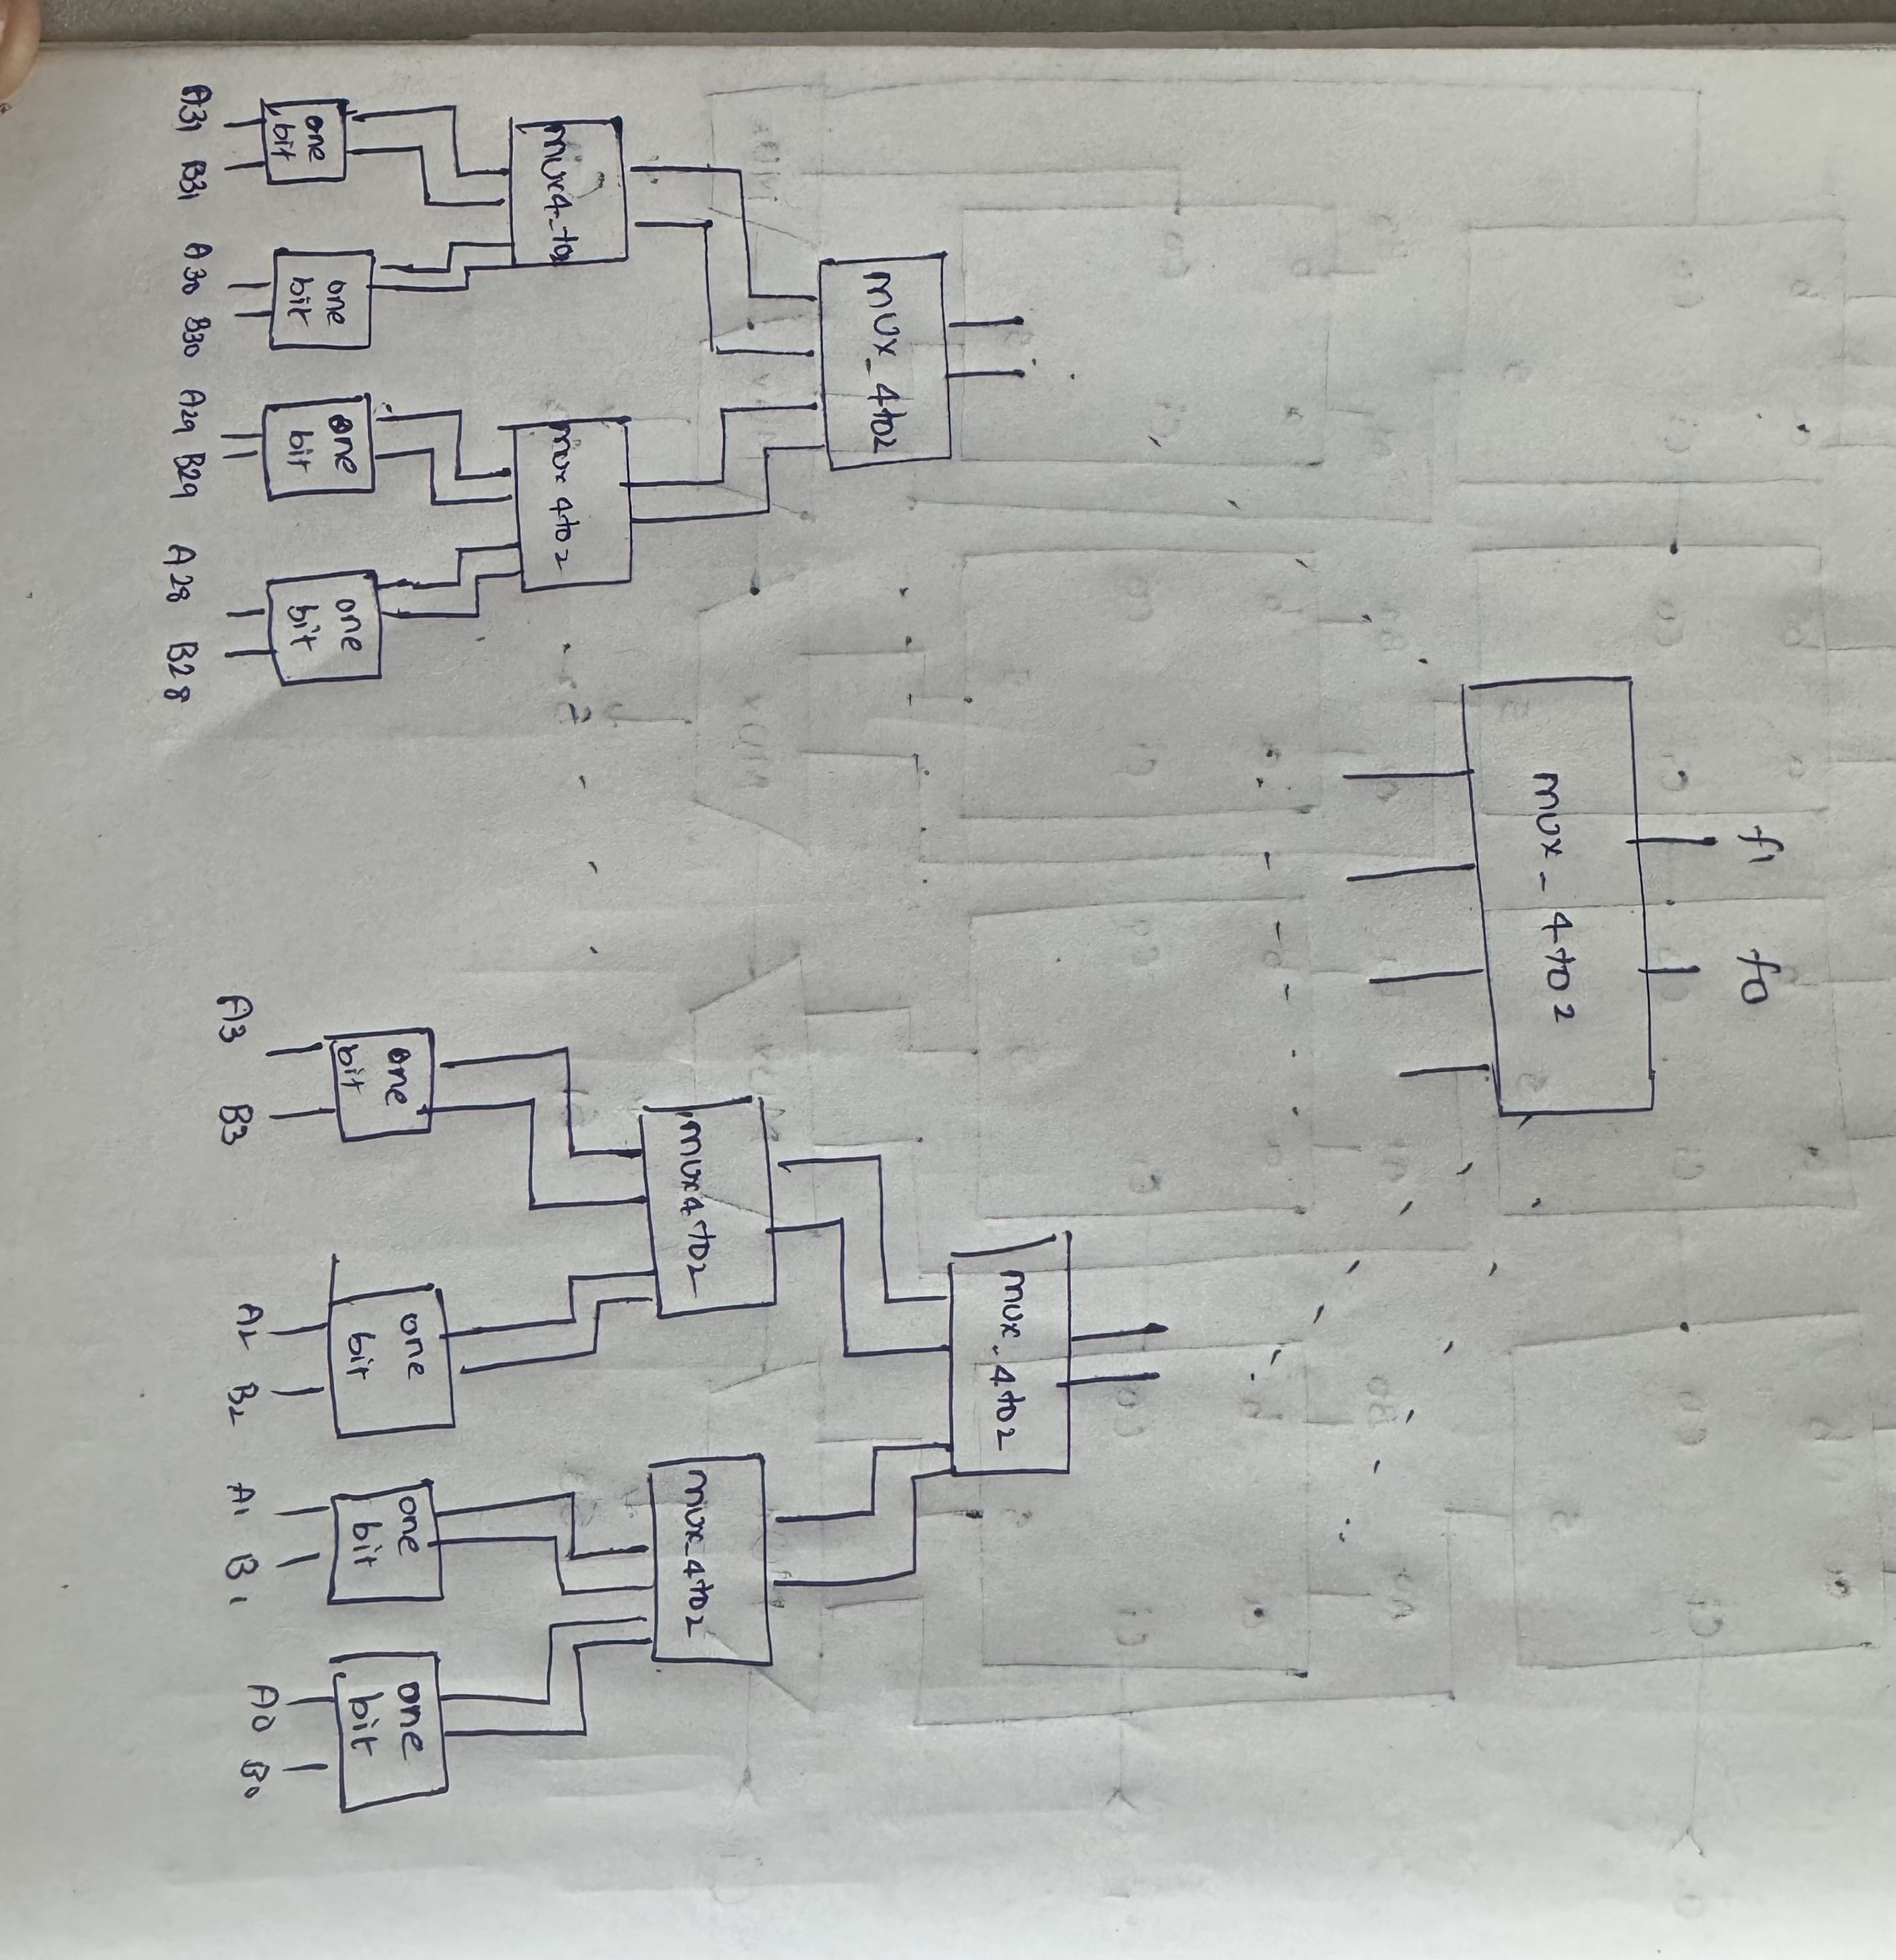 f1 f0
mux_4to2
mux_4to2
mux_4to2
mux4to2
mux_4to2
mux4_to2
mux 4to2
one
bit
one
bit
one
bit
one
bit
one
bit
one
bit
one
bit
one
bit
A3 B3 A2 B2 A1 B1 A0 B0
A31 B31 A30 B30 A29 B29 A28 B28